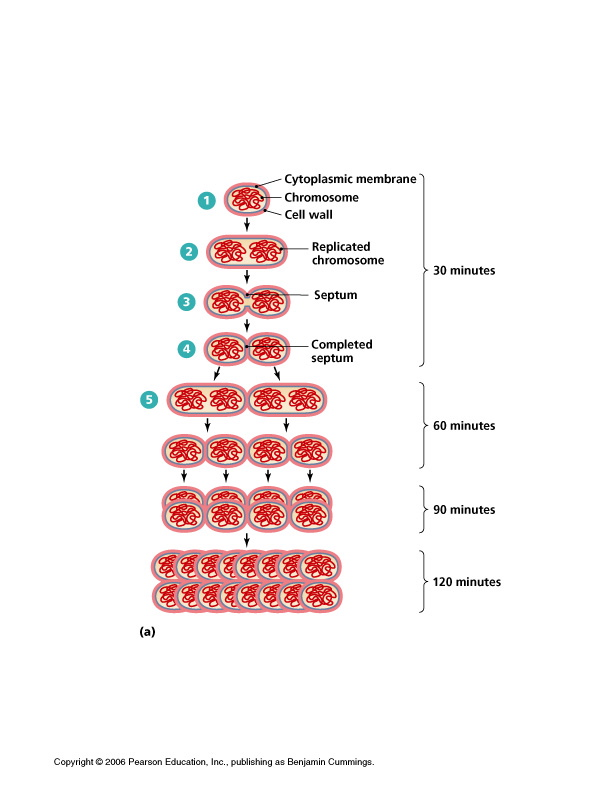 Cytoplasmic membrane
1
Chromosome
Cell wall
2
Replicated
chromosome
30 minutes
3
Septum
4
Completed
septum
5
60 minutes
90 minutes
120 minutes
(a)
Copyright © 2006 Pearson Education, Inc., publishing as Benjamin Cummings.